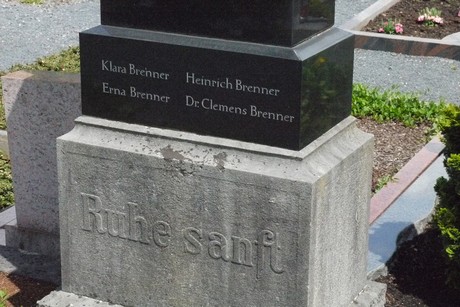 Klara Brenner Heinrich Brenner
Erna Brenner Dr. Clemens Brenner
Ruhe sanft